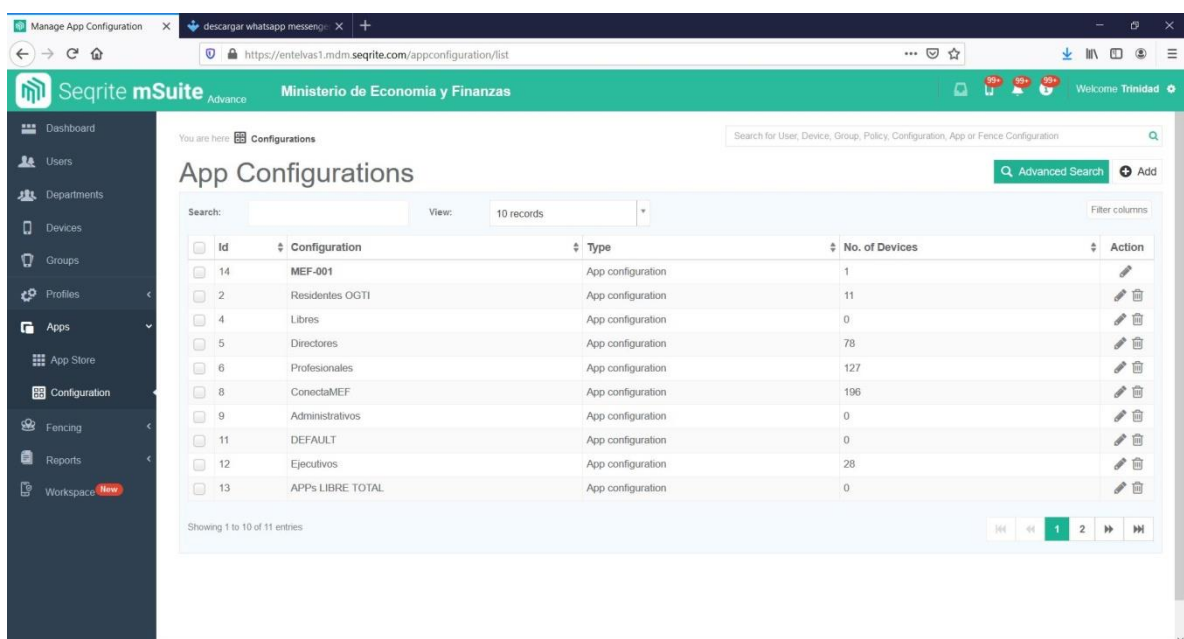 Manage App Configuration
descargar whatsapp messenge
https://entelvas1.mdm.seqrite.com/appconfiguration/list
Seqrite mSuite Advance
Ministerio de Economia y Finanzas
99+ 99+ 99+
Welcome Trinidad
Dashboard
Users
Departments
Devices
Groups
Profiles
Apps
App Store
Configuration
Fencing
Reports
Workspace New
You are here Configurations
Search for User, Device, Group, Policy, Configuration, App or Fence Configuration
App Configurations
Advanced Search
Add
Search: View: 10 records
Filter columns
Id Configuration Type No. of Devices Action
14 MEF-001 App configuration 1
2 Residentes OGTI App configuration 11
4 Libres App configuration 0
5 Directores App configuration 78
6 Profesionales App configuration 127
8 ConectaMEF App configuration 196
9 Administrativos App configuration 0
11 DEFAULT App configuration 0
12 Ejecutivos App configuration 28
13 APPs LIBRE TOTAL App configuration 0
Showing 1 to 10 of 11 entries
1 2